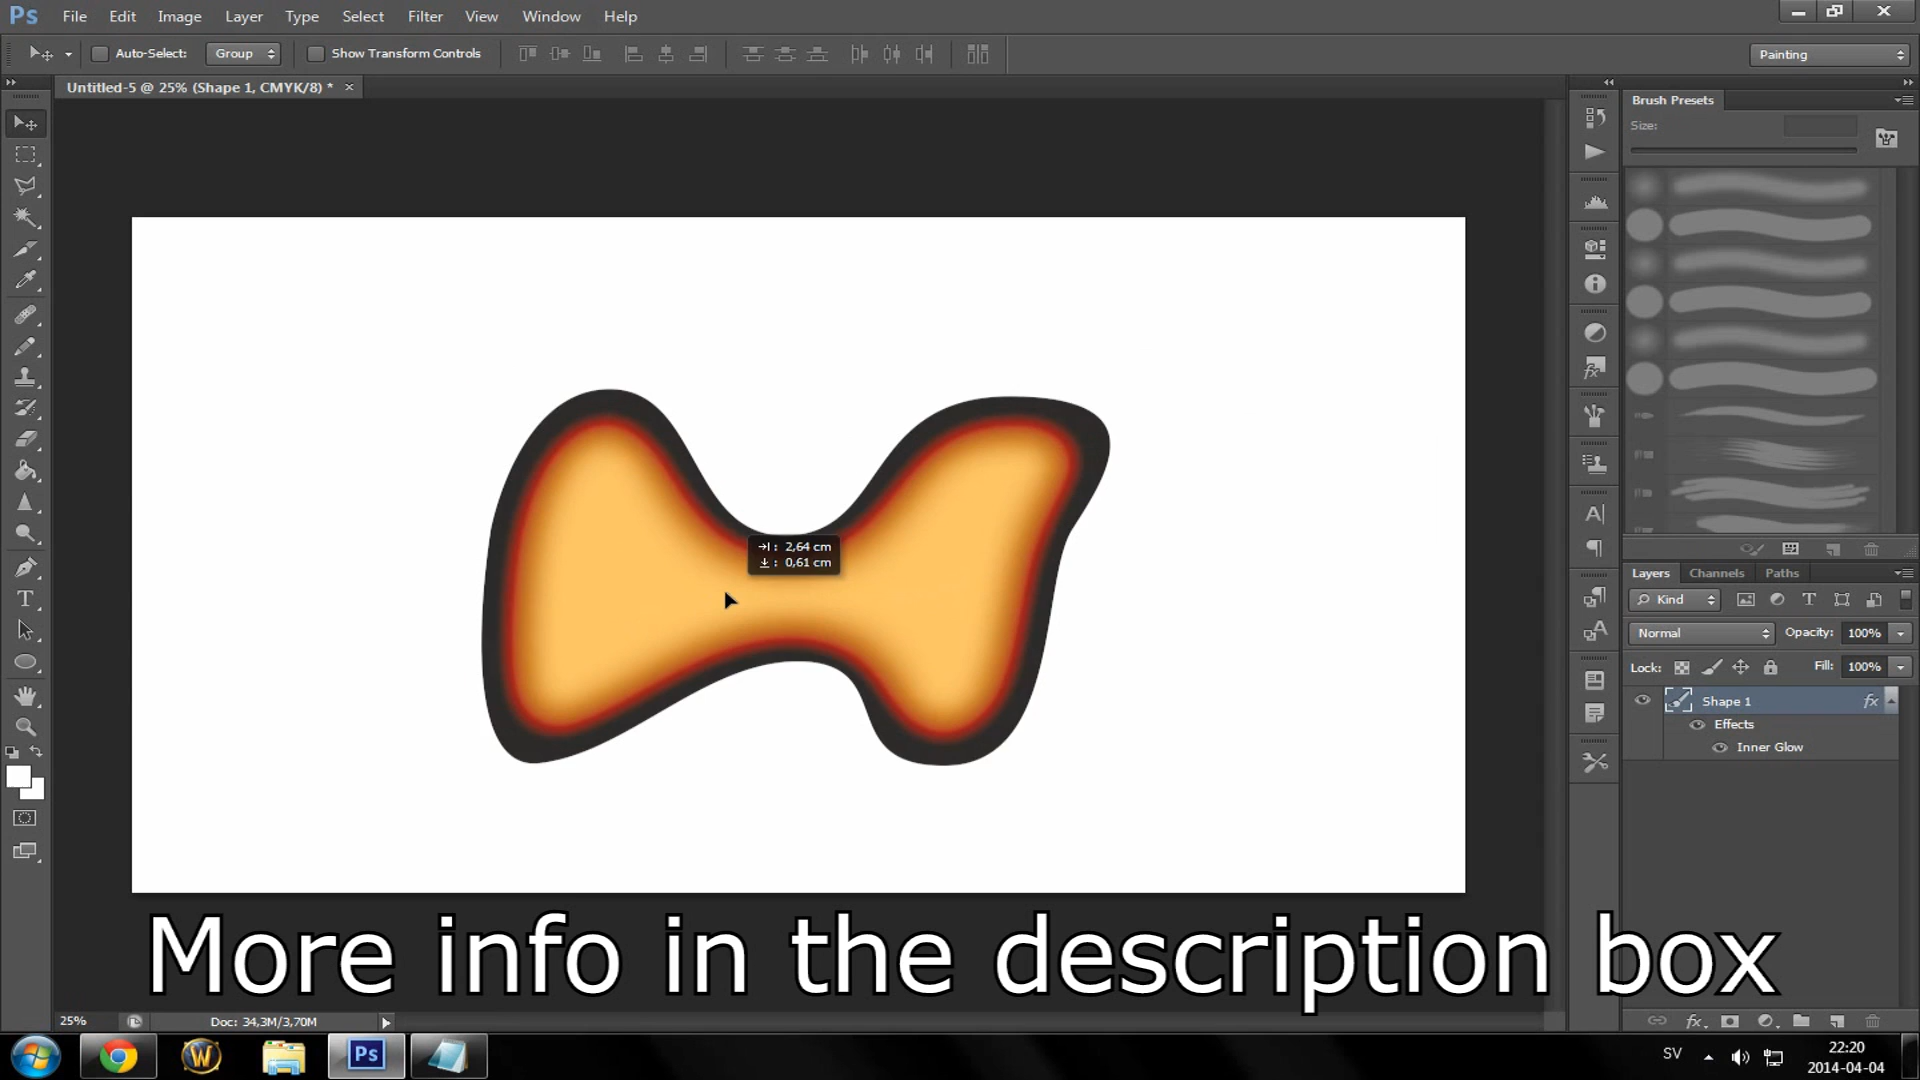 Ps File Edit Image Layer Type Select Filter View Window Help
Auto-Select: Group Show Transform Controls Painting
Untitled-5 @ 25% (Shape 1, CMYK/8) * ×
Brush Presets
Size:
→| : 2,64 cm
↓ : 0,61 cm
Layers Channels Paths
Kind
Normal Opacity: 100%
Lock: Fill: 100%
Shape 1 fx
Effects
Inner Glow
More info in the description box
25% Doc: 34,3M/3,70M
Ps SV 22:20
2014-04-04